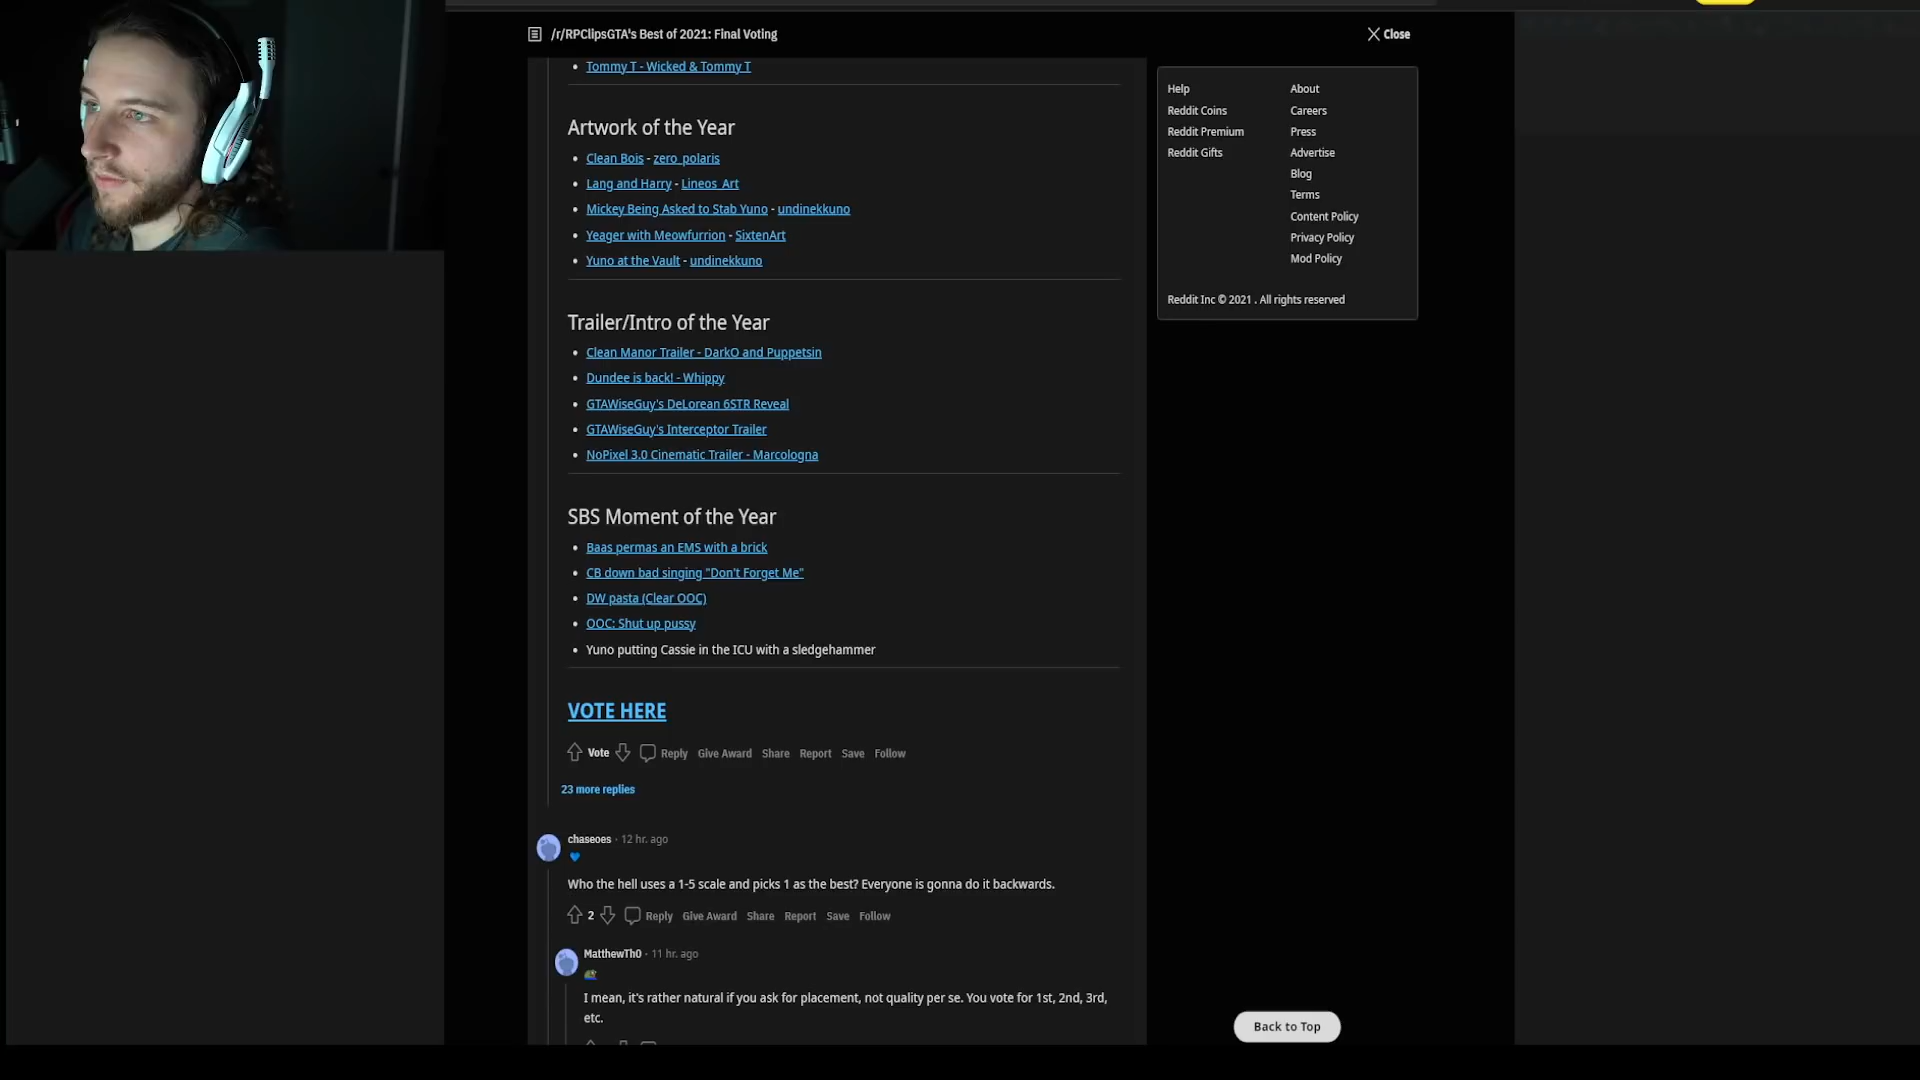 /r/RPClipsGTA's Best of 2021: Final Voting
Close
Tommy T - Wicked & Tommy T
Artwork of the Year
Clean Bois - zero_polaris
Lang and Harry - Lineos_Art
Mickey Being Asked to Stab Yuno - undinekkuno
Yeager with Meowfurrion - SixtenArt
Yuno at the Vault - undinekkuno
Trailer/Intro of the Year
Clean Manor Trailer - DarkO and Puppetsin
Dundee is back! - Whippy
GTAWiseGuy's DeLorean 6STR Reveal
GTAWiseGuy's Interceptor Trailer
NoPixel 3.0 Cinematic Trailer - Marcologna
SBS Moment of the Year
Baas permas an EMS with a brick
CB down bad singing "Don't Forget Me"
DW pasta (Clear OOC)
OOC: Shut up pussy
Yuno putting Cassie in the ICU with a sledgehammer
VOTE HERE
Vote Reply Give Award Share Report Save Follow
23 more replies
chaseoes · 12 hr. ago
Who the hell uses a 1-5 scale and picks 1 as the best? Everyone is gonna do it backwards.
2 Reply Give Award Share Report Save Follow
MatthewTh0 · 11 hr. ago
I mean, it's rather natural if you ask for placement, not quality per se. You vote for 1st, 2nd, 3rd,
etc.
Help About
Reddit Coins Careers
Reddit Premium Press
Reddit Gifts Advertise
Blog
Terms
Content Policy
Privacy Policy
Mod Policy
Reddit Inc © 2021 . All rights reserved
Back to Top